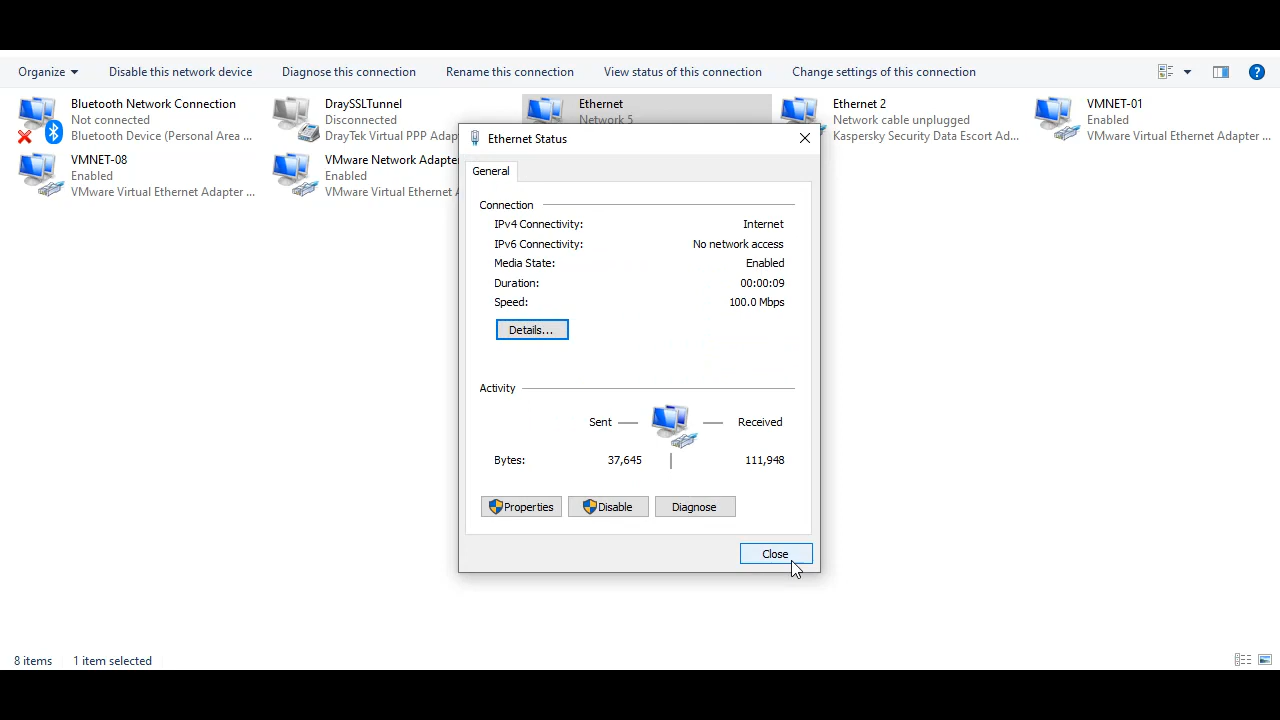 Organize Disable this network device Diagnose this connection Rename this connection View status of this connection Change settings of this connection
Bluetooth Network Connection
Not connected
Bluetooth Device (Personal Area ...
DraySSLTunnel
Disconnected
DrayTek Virtual PPP Adap
Ethernet
Network 5
Ethernet 2
Network cable unplugged
Kaspersky Security Data Escort Ad...
VMNET-01
Enabled
VMware Virtual Ethernet Adapter ...
VMNET-08
Enabled
VMware Virtual Ethernet Adapter ...
VMware Network Adapter
Enabled
VMware Virtual Ethernet A
Ethernet Status
General
Connection
IPv4 Connectivity: Internet
IPv6 Connectivity: No network access
Media State: Enabled
Duration: 00:00:09
Speed: 100.0 Mbps
Details...
Activity
Sent Received
Bytes: 37,645 111,948
Properties Disable Diagnose
Close
8 items 1 item selected